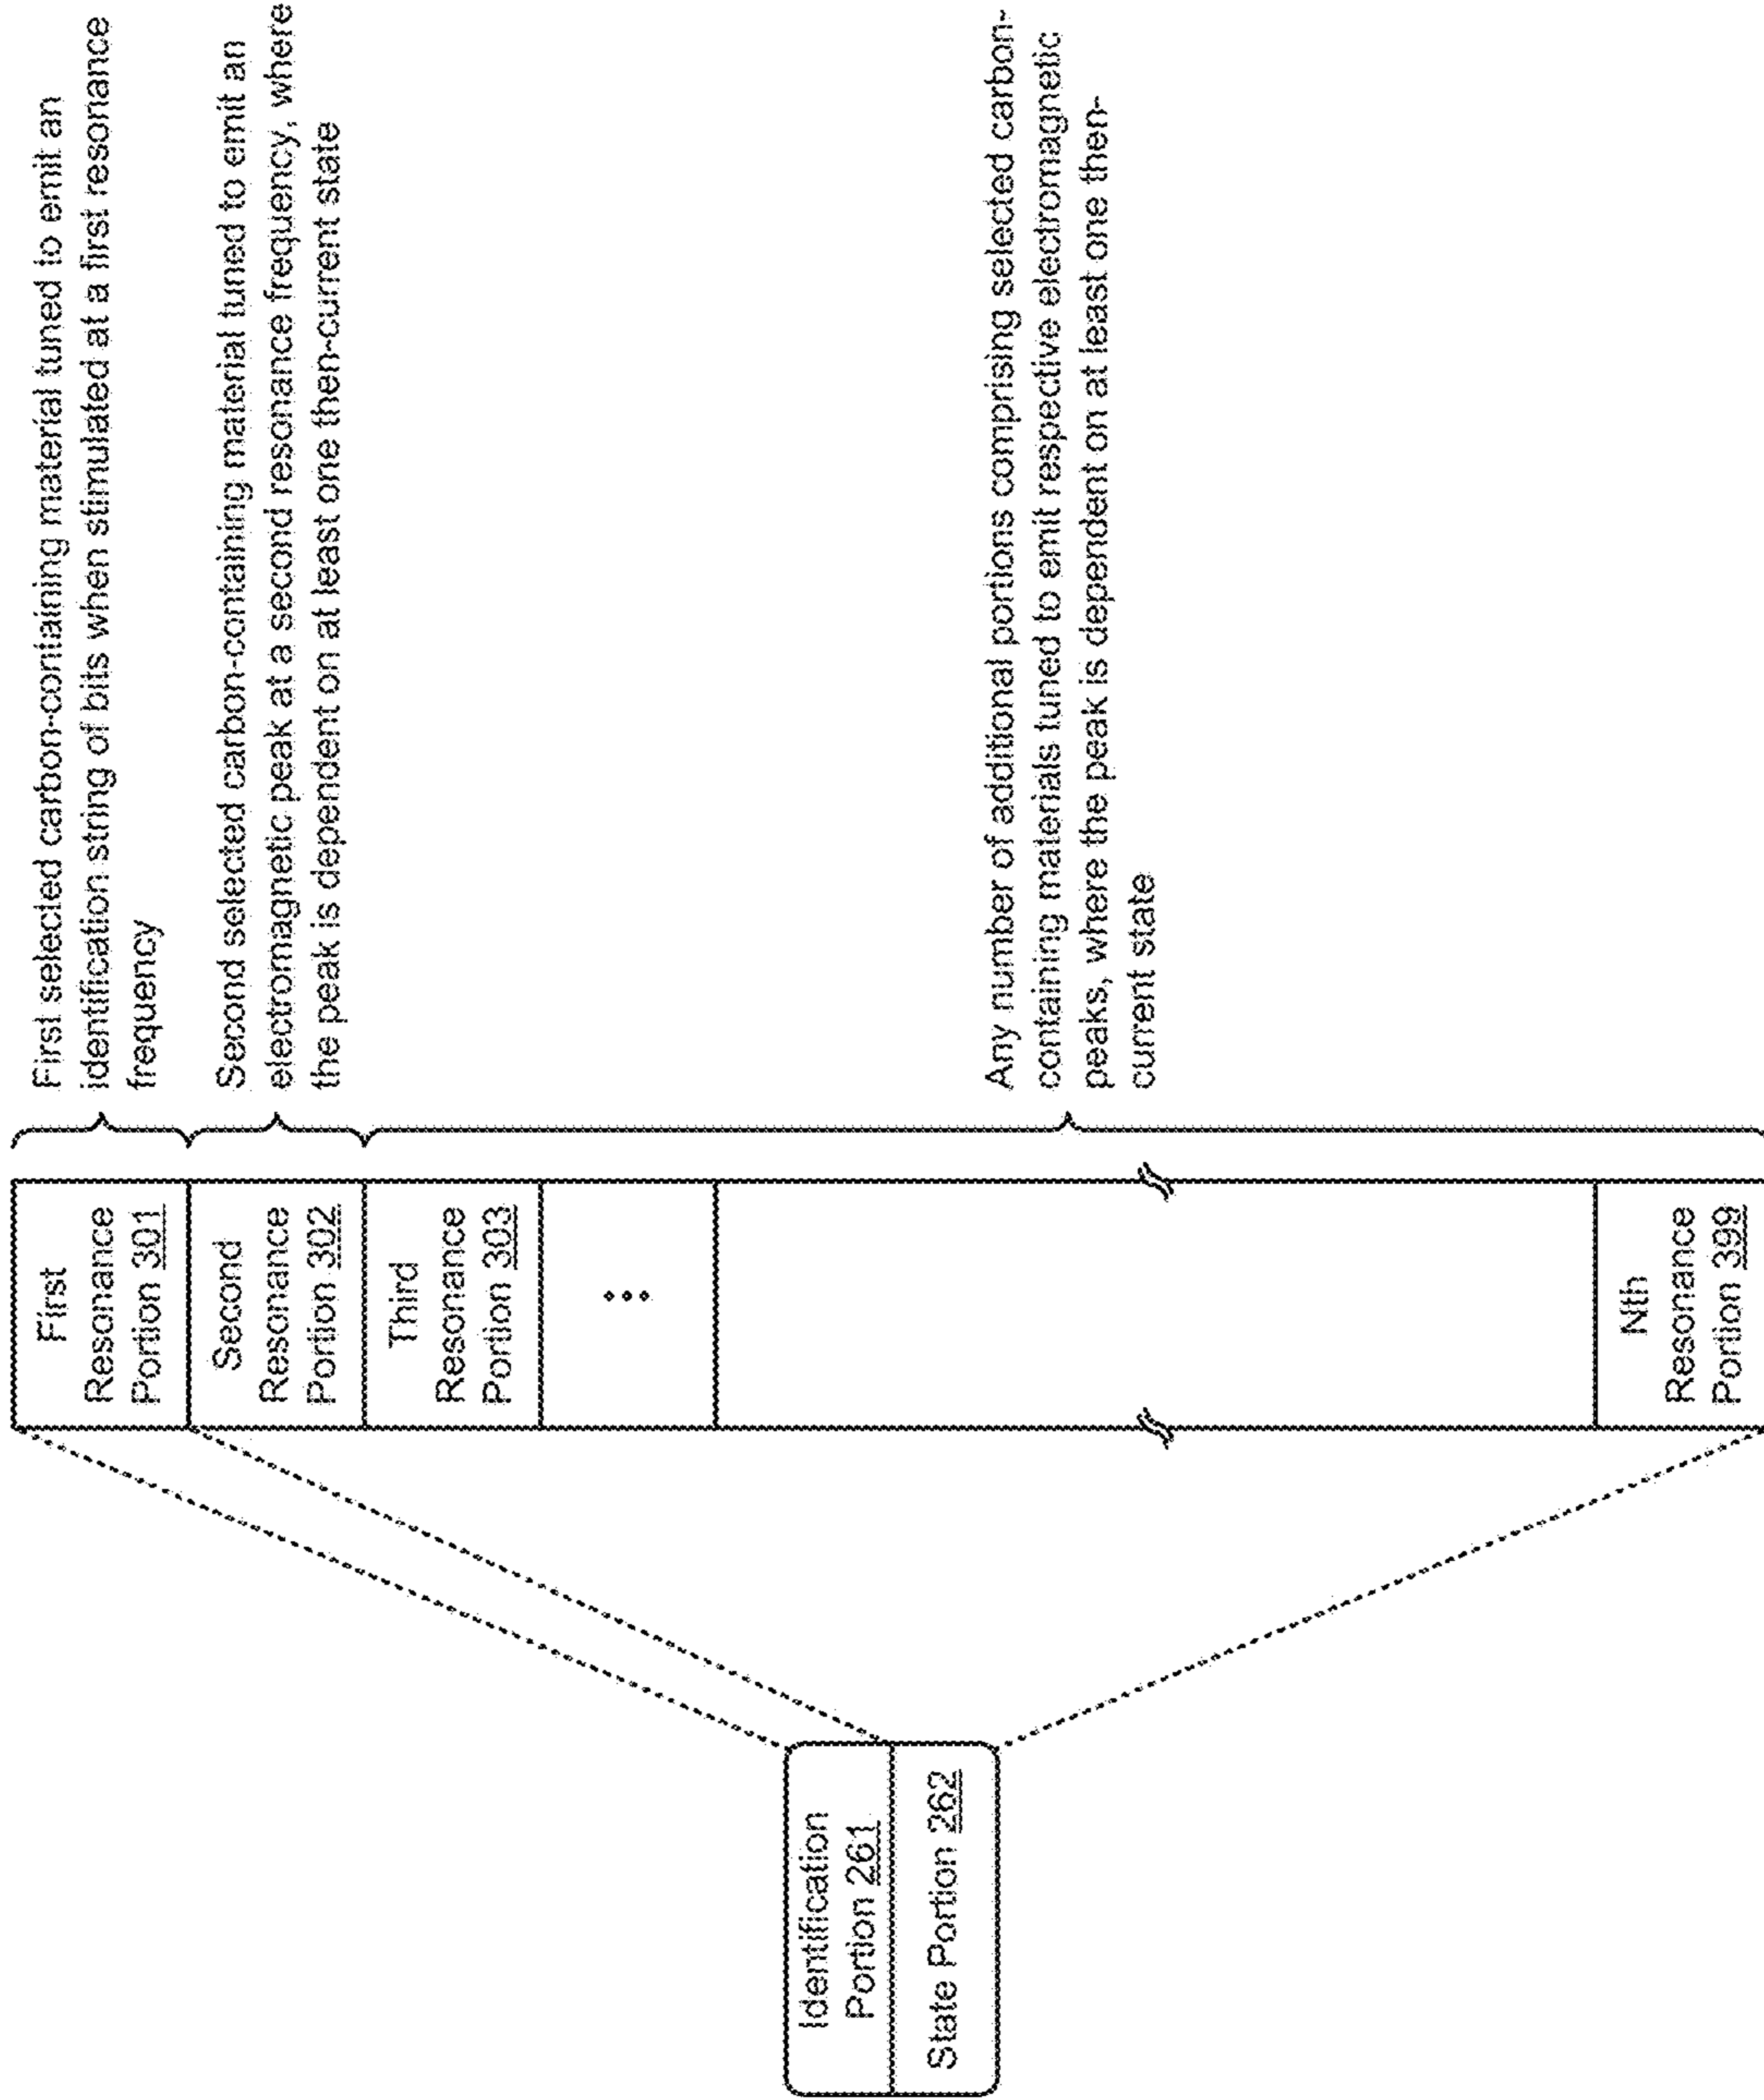 Identification
Portion 261
State Portion 262
First
Resonance
Portion 301
Second
Resonance
Portion 302
Third
Resonance
Portion 303
Nth
Resonance
Portion 399
First selected carbon-containing material tuned to emit an
identification string of bits when stimulated at a first resonance
frequency
Second selected carbon-containing material tuned to emit an
electromagnetic peak at a second resonance frequency, where
the peak is dependent on at least one then-current state
Any number of additional portions comprising selected carbon-
containing materials tuned to emit respective electromagnetic
peaks, where the peak is dependent on at least one then-
current state